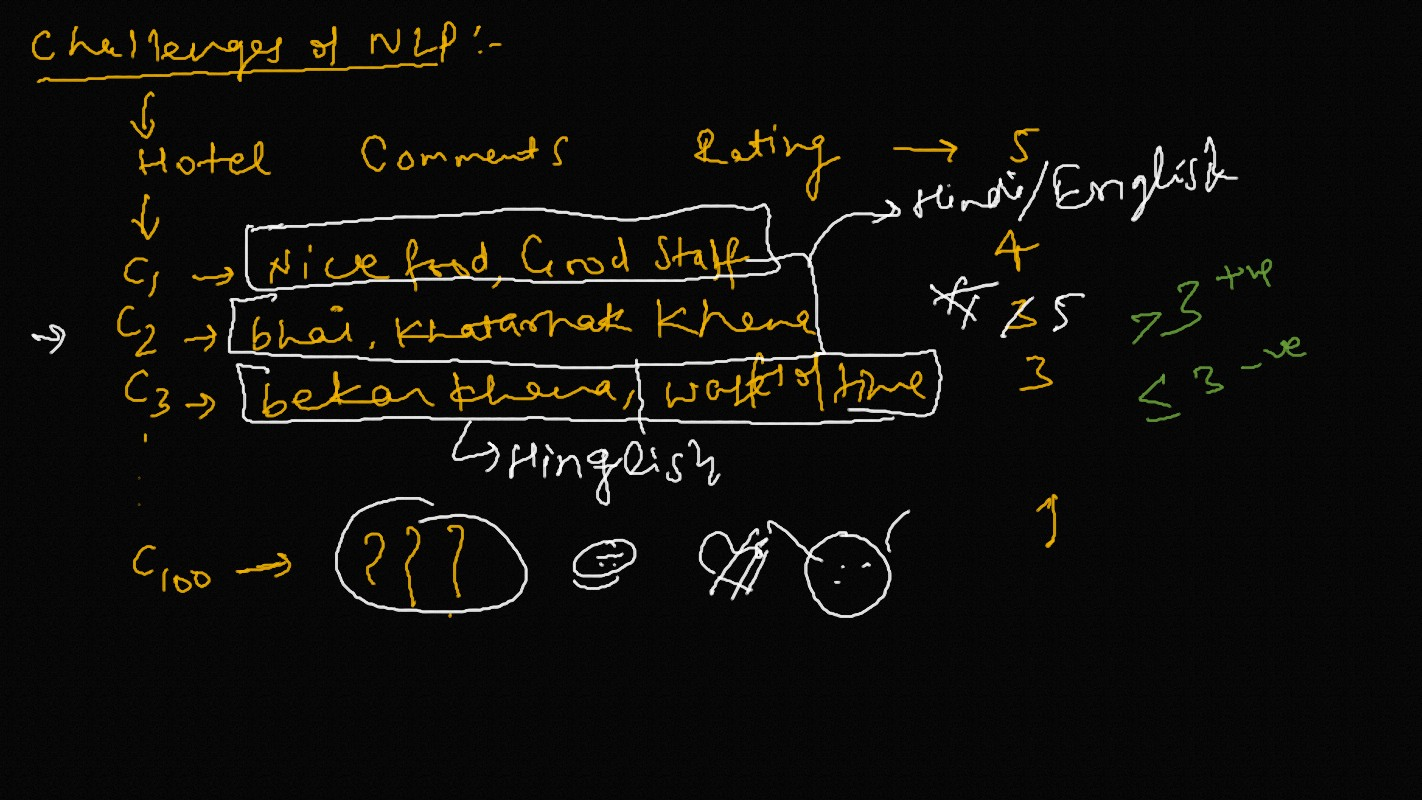 Challenges of NLP :-
Hotel Comments Rating → 5
Hindi/English
C1 → Nice food, Good Staff 4
→ C2 → bhai, Khatarnak Khana 5
>3 +ve
C3 → bekar khana, waste of time 3
≤ 3 -ve
Hinglish
C100 → ??? 1